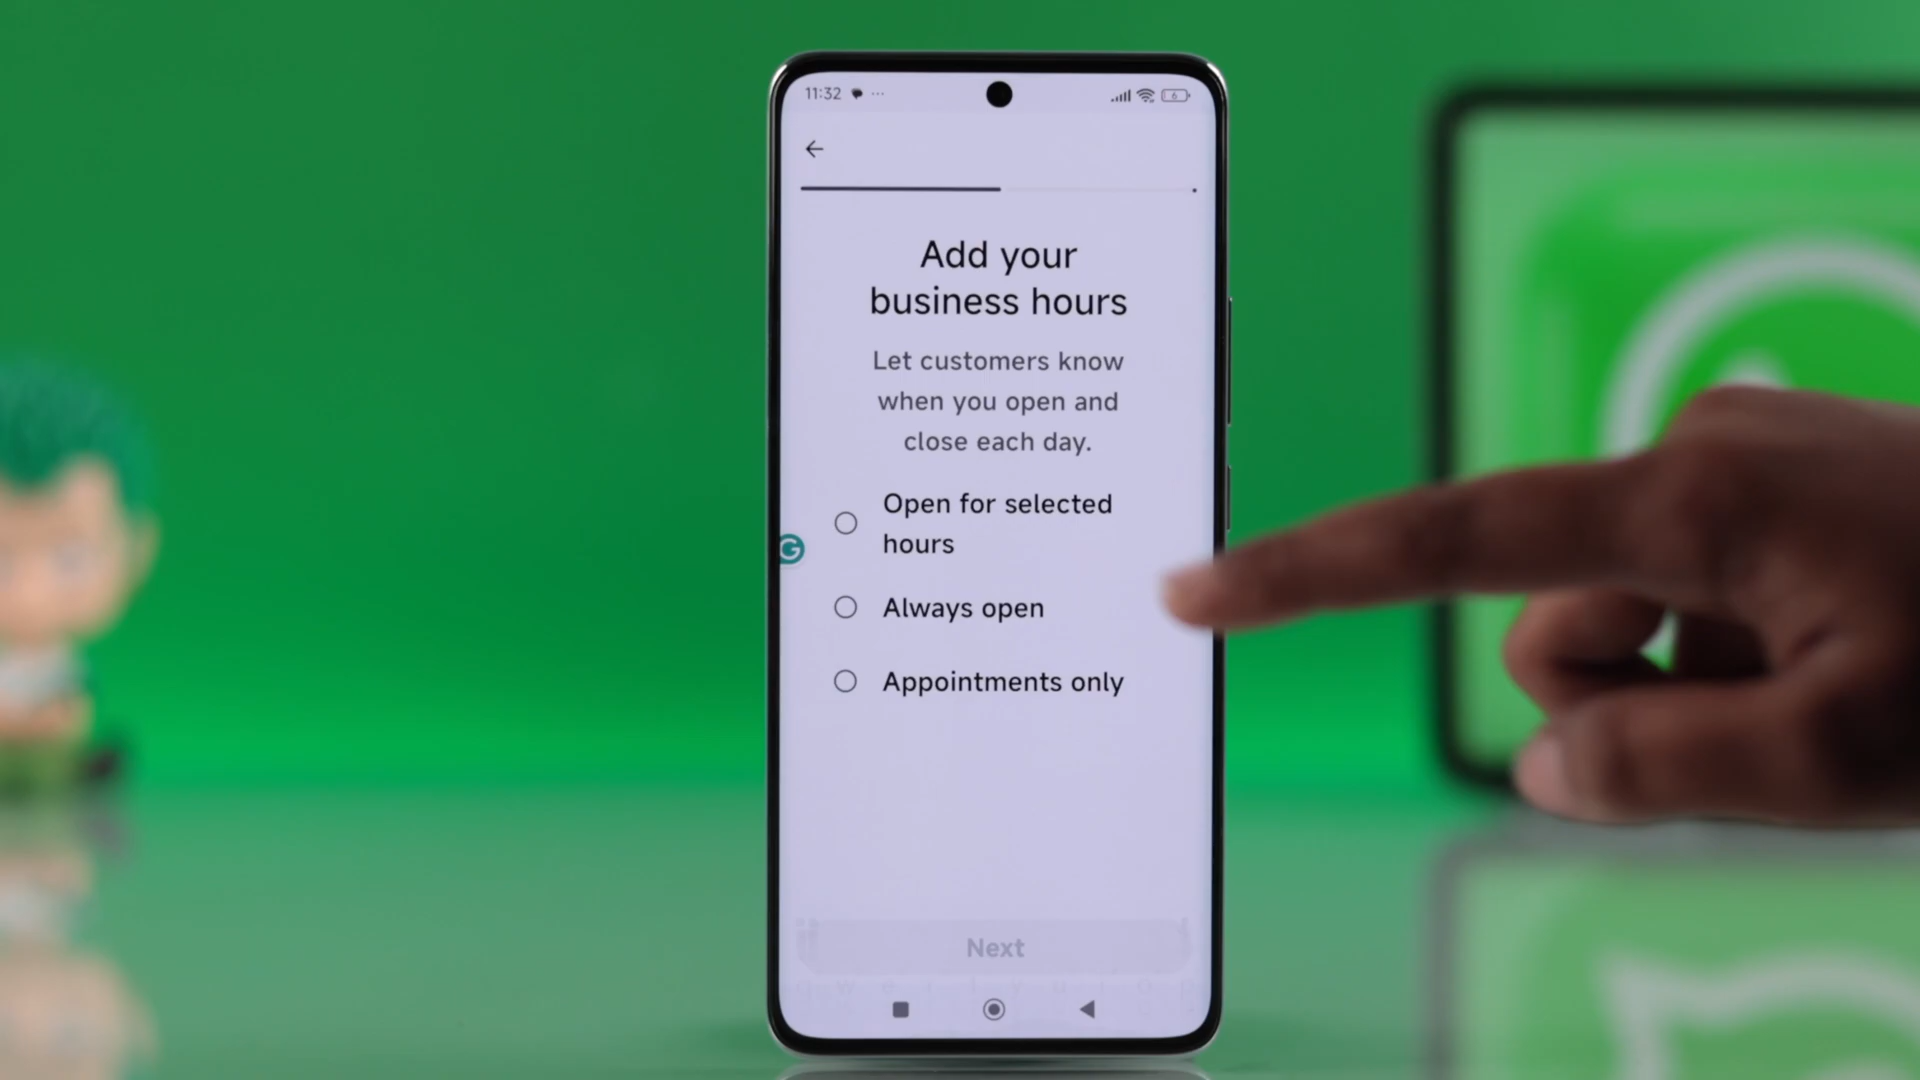 11:32
6
Add your
business hours
Let customers know
when you open and
close each day.
Open for selected
hours
G
Always open
Appointments only
Next